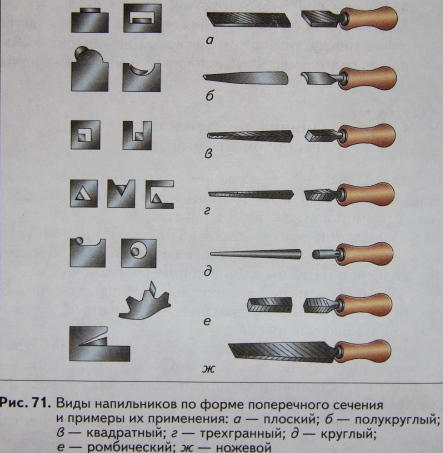 а
б
в
г
д
е
ж
Рис. 71. Виды напильников по форме поперечного сечения
и примеры их применения: а — плоский; б — полукруглый;
в — квадратный; г — трехгранный; д — круглый;
е — ромбический; ж — ножевой